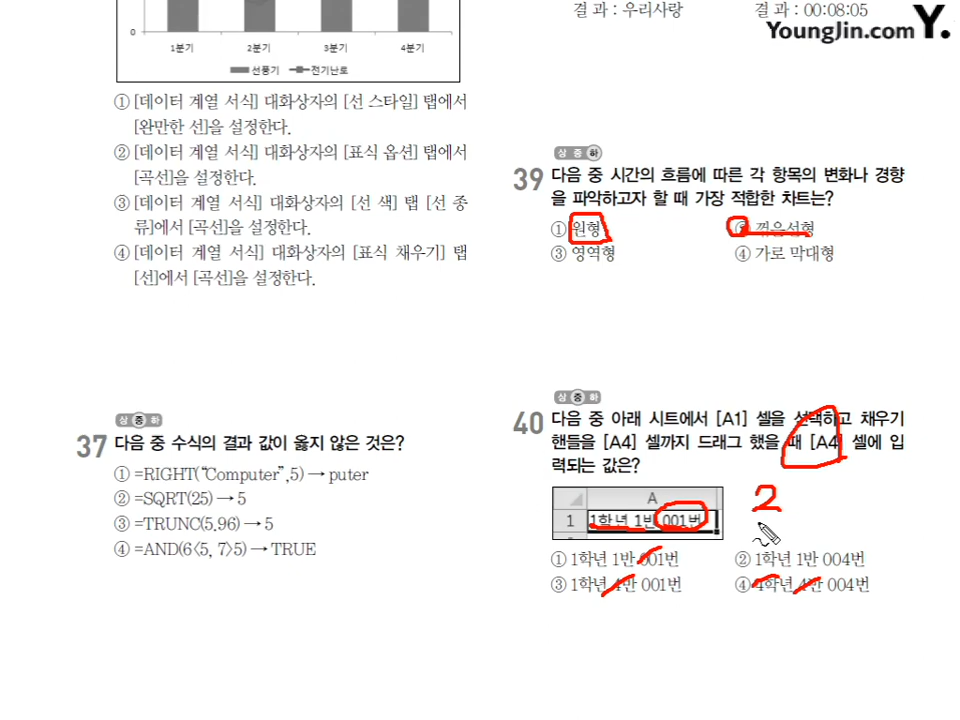 0
1분기 2분기 3분기 4분기
선풍기 전기난로
① [데이터 계열 서식] 대화상자의 [선 스타일] 탭에서
[완만한 선]을 설정한다.
② [데이터 계열 서식] 대화상자의 [표식 옵션] 탭에서
[곡선]을 설정한다.
③ [데이터 계열 서식] 대화상자의 [선 색] 탭 [선 종
류]에서 [곡선]을 설정한다.
④ [데이터 계열 서식] 대화상자의 [표식 채우기] 탭
[선]에서 [곡선]을 설정한다.
상 중 하
37 다음 중 수식의 결과 값이 옳지 않은 것은?
① =RIGHT("Computer",5) → puter
② =SQRT(25) → 5
③ =TRUNC(5,96) → 5
④ =AND(6<5, 7>5) → TRUE
결 과 : 우리사랑 결 과 : 00:08:05
YoungJin.com Y.
상 중 하
39 다음 중 시간의 흐름에 따른 각 항목의 변화나 경향
을 파악하고자 할 때 가장 적합한 차트는?
① 원형 ② 꺾은선형
③ 영역형 ④ 가로 막대형
상 중 하
40 다음 중 아래 시트에서 [A1] 셀을 선택하고 채우기
핸들을 [A4] 셀까지 드래그 했을 때 [A4] 셀에 입
력되는 값은?
A
1 1학년 1반 001번
2
① 1학년 1반 001번 ② 1학년 1반 004번
③ 1학년 4반 001번 ④ 4학년 4반 004번